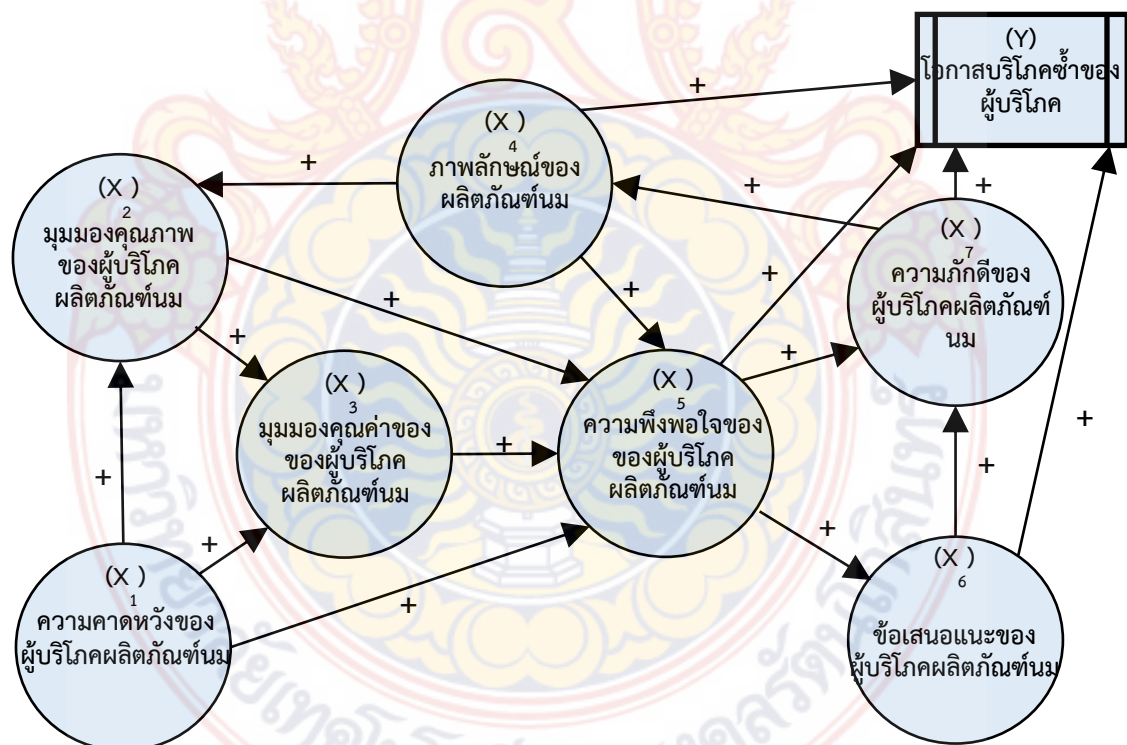 (Y)
โอกาสบริโภคซ้ำของ
ผู้บริโภค
+
(X )
4
ภาพลักษณ์ของ
ผลิตภัณฑ์นม
+
(X )
2
มุมมองคุณภาพ
ของผู้บริโภค
ผลิตภัณฑ์นม
+
+
(X )
7
ความภักดีของ
ผู้บริโภคผลิตภัณฑ์
นม
+
+
+
+
+
(X )
3
มุมมองคุณค่าของ
ของผู้บริโภค
ผลิตภัณฑ์นม
+
(X )
5
ความพึงพอใจของ
ของผู้บริโภค
ผลิตภัณฑ์นม
+
+
+
+
+
+
(X )
1
ความคาดหวังของ
ผู้บริโภคผลิตภัณฑ์นม
+
(X )
6
ข้อเสนอแนะของ
ผู้บริโภคผลิตภัณฑ์นม